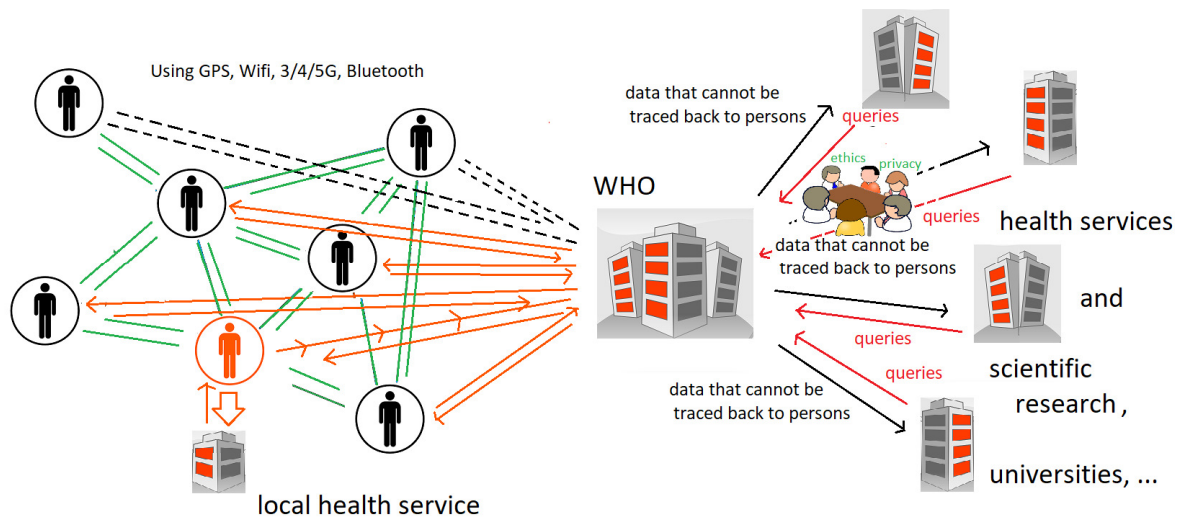 Using GPS, Wifi, 3/4/5G, Bluetooth
data that cannot be
traced back to persons
queries
ethics
privacy
WHO
queries
health services
data that cannot be
traced back to persons
and
queries
scientific
queries
data that cannot be
traced back to persons
research ,
universities, ...
local health service